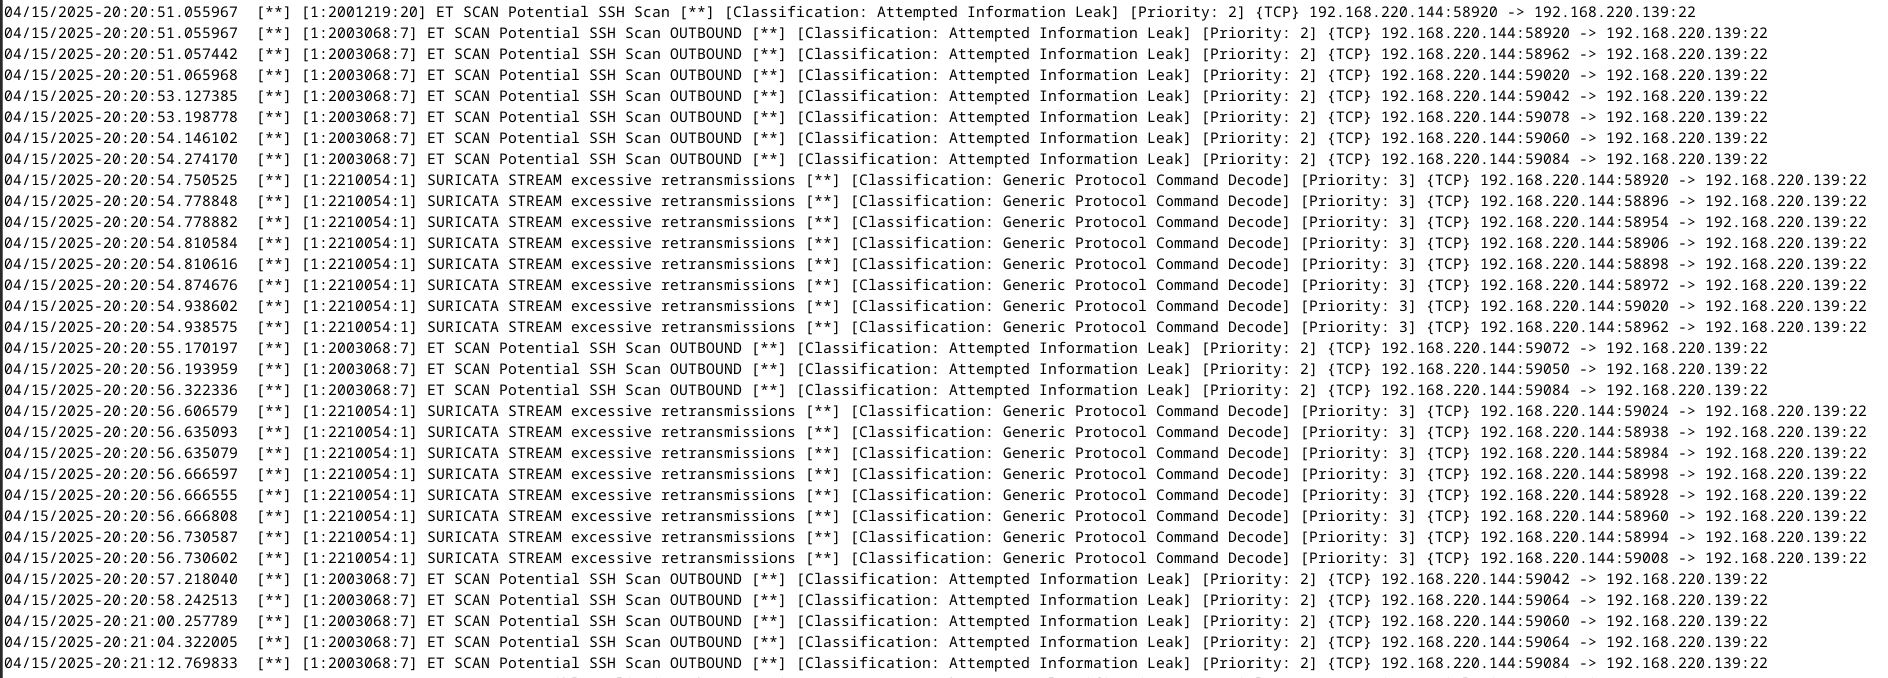 04/15/2025-20:20:51.055967  [**] [1:2001219:20] ET SCAN Potential SSH Scan [**] [Classification: Attempted Information Leak] [Priority: 2] {TCP} 192.168.220.144:58920 -> 192.168.220.139:22
04/15/2025-20:20:51.055967  [**] [1:2003068:7] ET SCAN Potential SSH Scan OUTBOUND [**] [Classification: Attempted Information Leak] [Priority: 2] {TCP} 192.168.220.144:58920 -> 192.168.220.139:22
04/15/2025-20:20:51.057442  [**] [1:2003068:7] ET SCAN Potential SSH Scan OUTBOUND [**] [Classification: Attempted Information Leak] [Priority: 2] {TCP} 192.168.220.144:58962 -> 192.168.220.139:22
04/15/2025-20:20:51.065968  [**] [1:2003068:7] ET SCAN Potential SSH Scan OUTBOUND [**] [Classification: Attempted Information Leak] [Priority: 2] {TCP} 192.168.220.144:59020 -> 192.168.220.139:22
04/15/2025-20:20:53.127385  [**] [1:2003068:7] ET SCAN Potential SSH Scan OUTBOUND [**] [Classification: Attempted Information Leak] [Priority: 2] {TCP} 192.168.220.144:59042 -> 192.168.220.139:22
04/15/2025-20:20:53.198778  [**] [1:2003068:7] ET SCAN Potential SSH Scan OUTBOUND [**] [Classification: Attempted Information Leak] [Priority: 2] {TCP} 192.168.220.144:59078 -> 192.168.220.139:22
04/15/2025-20:20:54.146102  [**] [1:2003068:7] ET SCAN Potential SSH Scan OUTBOUND [**] [Classification: Attempted Information Leak] [Priority: 2] {TCP} 192.168.220.144:59060 -> 192.168.220.139:22
04/15/2025-20:20:54.274170  [**] [1:2003068:7] ET SCAN Potential SSH Scan OUTBOUND [**] [Classification: Attempted Information Leak] [Priority: 2] {TCP} 192.168.220.144:59084 -> 192.168.220.139:22
04/15/2025-20:20:54.750525  [**] [1:2210054:1] SURICATA STREAM excessive retransmissions [**] [Classification: Generic Protocol Command Decode] [Priority: 3] {TCP} 192.168.220.144:58920 -> 192.168.220.139:22
04/15/2025-20:20:54.778848  [**] [1:2210054:1] SURICATA STREAM excessive retransmissions [**] [Classification: Generic Protocol Command Decode] [Priority: 3] {TCP} 192.168.220.144:58896 -> 192.168.220.139:22
04/15/2025-20:20:54.778882  [**] [1:2210054:1] SURICATA STREAM excessive retransmissions [**] [Classification: Generic Protocol Command Decode] [Priority: 3] {TCP} 192.168.220.144:58954 -> 192.168.220.139:22
04/15/2025-20:20:54.810584  [**] [1:2210054:1] SURICATA STREAM excessive retransmissions [**] [Classification: Generic Protocol Command Decode] [Priority: 3] {TCP} 192.168.220.144:58906 -> 192.168.220.139:22
04/15/2025-20:20:54.810616  [**] [1:2210054:1] SURICATA STREAM excessive retransmissions [**] [Classification: Generic Protocol Command Decode] [Priority: 3] {TCP} 192.168.220.144:58898 -> 192.168.220.139:22
04/15/2025-20:20:54.874676  [**] [1:2210054:1] SURICATA STREAM excessive retransmissions [**] [Classification: Generic Protocol Command Decode] [Priority: 3] {TCP} 192.168.220.144:58972 -> 192.168.220.139:22
04/15/2025-20:20:54.938602  [**] [1:2210054:1] SURICATA STREAM excessive retransmissions [**] [Classification: Generic Protocol Command Decode] [Priority: 3] {TCP} 192.168.220.144:59020 -> 192.168.220.139:22
04/15/2025-20:20:54.938575  [**] [1:2210054:1] SURICATA STREAM excessive retransmissions [**] [Classification: Generic Protocol Command Decode] [Priority: 3] {TCP} 192.168.220.144:58962 -> 192.168.220.139:22
04/15/2025-20:20:55.170197  [**] [1:2003068:7] ET SCAN Potential SSH Scan OUTBOUND [**] [Classification: Attempted Information Leak] [Priority: 2] {TCP} 192.168.220.144:59072 -> 192.168.220.139:22
04/15/2025-20:20:56.193959  [**] [1:2003068:7] ET SCAN Potential SSH Scan OUTBOUND [**] [Classification: Attempted Information Leak] [Priority: 2] {TCP} 192.168.220.144:59050 -> 192.168.220.139:22
04/15/2025-20:20:56.322336  [**] [1:2003068:7] ET SCAN Potential SSH Scan OUTBOUND [**] [Classification: Attempted Information Leak] [Priority: 2] {TCP} 192.168.220.144:59084 -> 192.168.220.139:22
04/15/2025-20:20:56.606579  [**] [1:2210054:1] SURICATA STREAM excessive retransmissions [**] [Classification: Generic Protocol Command Decode] [Priority: 3] {TCP} 192.168.220.144:59024 -> 192.168.220.139:22
04/15/2025-20:20:56.635093  [**] [1:2210054:1] SURICATA STREAM excessive retransmissions [**] [Classification: Generic Protocol Command Decode] [Priority: 3] {TCP} 192.168.220.144:58938 -> 192.168.220.139:22
04/15/2025-20:20:56.635079  [**] [1:2210054:1] SURICATA STREAM excessive retransmissions [**] [Classification: Generic Protocol Command Decode] [Priority: 3] {TCP} 192.168.220.144:58984 -> 192.168.220.139:22
04/15/2025-20:20:56.666597  [**] [1:2210054:1] SURICATA STREAM excessive retransmissions [**] [Classification: Generic Protocol Command Decode] [Priority: 3] {TCP} 192.168.220.144:58998 -> 192.168.220.139:22
04/15/2025-20:20:56.666555  [**] [1:2210054:1] SURICATA STREAM excessive retransmissions [**] [Classification: Generic Protocol Command Decode] [Priority: 3] {TCP} 192.168.220.144:58928 -> 192.168.220.139:22
04/15/2025-20:20:56.666808  [**] [1:2210054:1] SURICATA STREAM excessive retransmissions [**] [Classification: Generic Protocol Command Decode] [Priority: 3] {TCP} 192.168.220.144:58960 -> 192.168.220.139:22
04/15/2025-20:20:56.730587  [**] [1:2210054:1] SURICATA STREAM excessive retransmissions [**] [Classification: Generic Protocol Command Decode] [Priority: 3] {TCP} 192.168.220.144:58994 -> 192.168.220.139:22
04/15/2025-20:20:56.730602  [**] [1:2210054:1] SURICATA STREAM excessive retransmissions [**] [Classification: Generic Protocol Command Decode] [Priority: 3] {TCP} 192.168.220.144:59008 -> 192.168.220.139:22
04/15/2025-20:20:57.218040  [**] [1:2003068:7] ET SCAN Potential SSH Scan OUTBOUND [**] [Classification: Attempted Information Leak] [Priority: 2] {TCP} 192.168.220.144:59042 -> 192.168.220.139:22
04/15/2025-20:20:58.242513  [**] [1:2003068:7] ET SCAN Potential SSH Scan OUTBOUND [**] [Classification: Attempted Information Leak] [Priority: 2] {TCP} 192.168.220.144:59064 -> 192.168.220.139:22
04/15/2025-20:21:00.257789  [**] [1:2003068:7] ET SCAN Potential SSH Scan OUTBOUND [**] [Classification: Attempted Information Leak] [Priority: 2] {TCP} 192.168.220.144:59060 -> 192.168.220.139:22
04/15/2025-20:21:04.322005  [**] [1:2003068:7] ET SCAN Potential SSH Scan OUTBOUND [**] [Classification: Attempted Information Leak] [Priority: 2] {TCP} 192.168.220.144:59064 -> 192.168.220.139:22
04/15/2025-20:21:12.769833  [**] [1:2003068:7] ET SCAN Potential SSH Scan OUTBOUND [**] [Classification: Attempted Information Leak] [Priority: 2] {TCP} 192.168.220.144:59084 -> 192.168.220.139:22